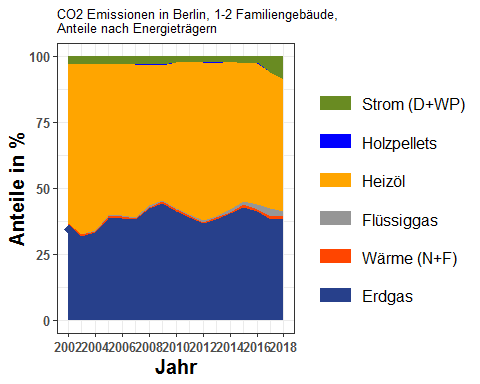 CO2 Emissionen in Berlin, 1-2 Familiengebäude,
Anteile nach Energieträgern
100
75
50
25
0
Anteile in %
2002 2004 2006 2008 2010 2012 2014 2016 2018
Jahr
Strom (D+WP)
Holzpellets
Heizöl
Flüssiggas
Wärme (N+F)
Erdgas